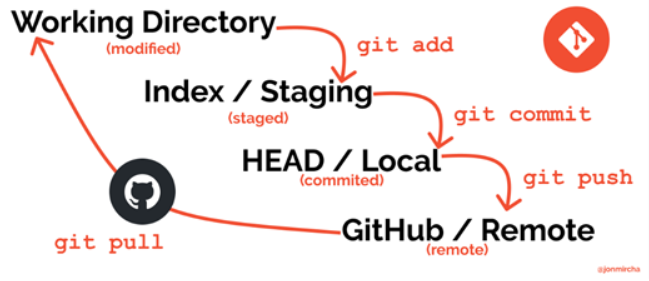 Working Directory
(modified)
git add
Index / Staging
(staged)
git commit
HEAD / Local
(commited)
git push
GitHub / Remote
(remote)
git pull
@jonmircha